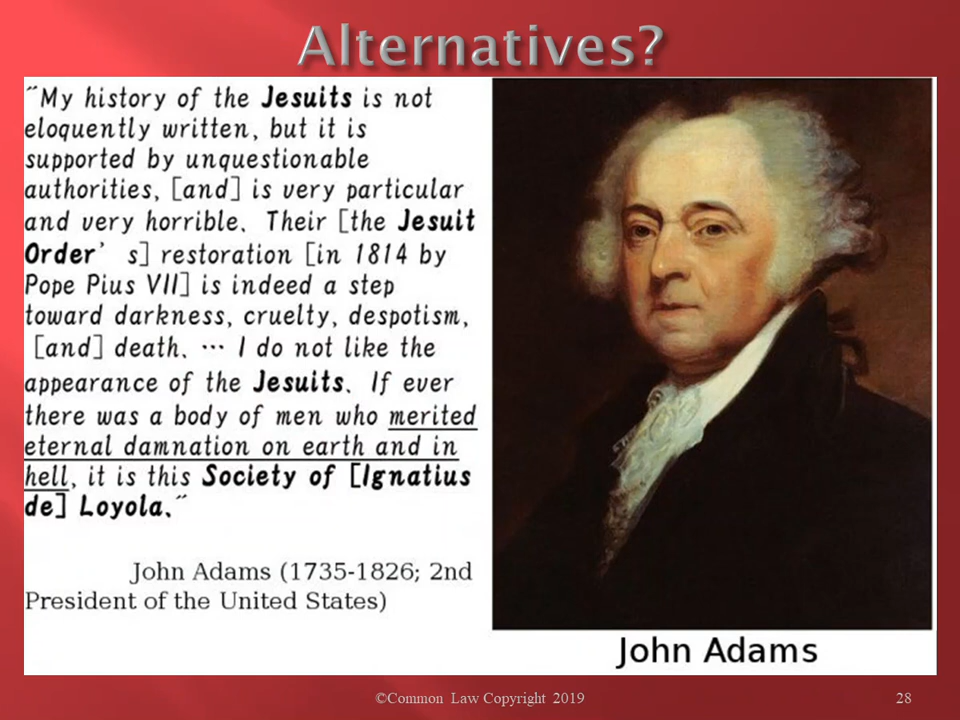 Alternatives?
"My history of the Jesuits is not
eloquently written, but it is
supported by unquestionable
authorities, [and] is very particular
and very horrible. Their [the Jesuit
Order' s] restoration [in 1814 by
Pope Pius VII] is indeed a step
toward darkness, cruelty, despotism,
[and] death. … I do not like the
appearance of the Jesuits. If ever
there was a body of men who merited
eternal damnation on earth and in
hell, it is this Society of [Ignatius
de] Loyola."
John Adams (1735-1826; 2nd
President of the United States)
John Adams
©Common Law Copyright 2019
28